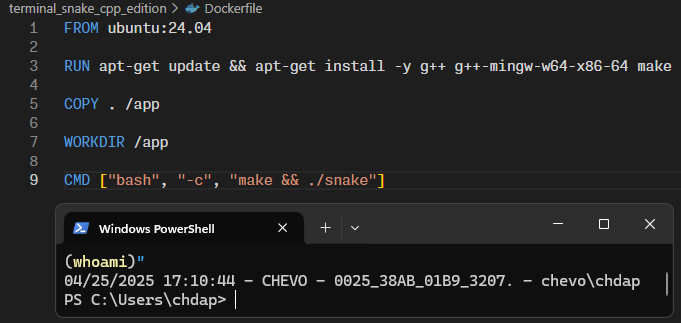 terminal_snake_cpp_edition > Dockerfile
1 FROM ubuntu:24.04
2
3 RUN apt-get update && apt-get install -y g++ g++-mingw-w64-x86-64 make
4
5 COPY . /app
6
7 WORKDIR /app
8
9 CMD ["bash", "-c", "make && ./snake"]
Windows PowerShell
(whoami)"
04/25/2025 17:10:44 - CHEVO - 0025_38AB_01B9_3207. - chevo\chdap
PS C:\Users\chdap>